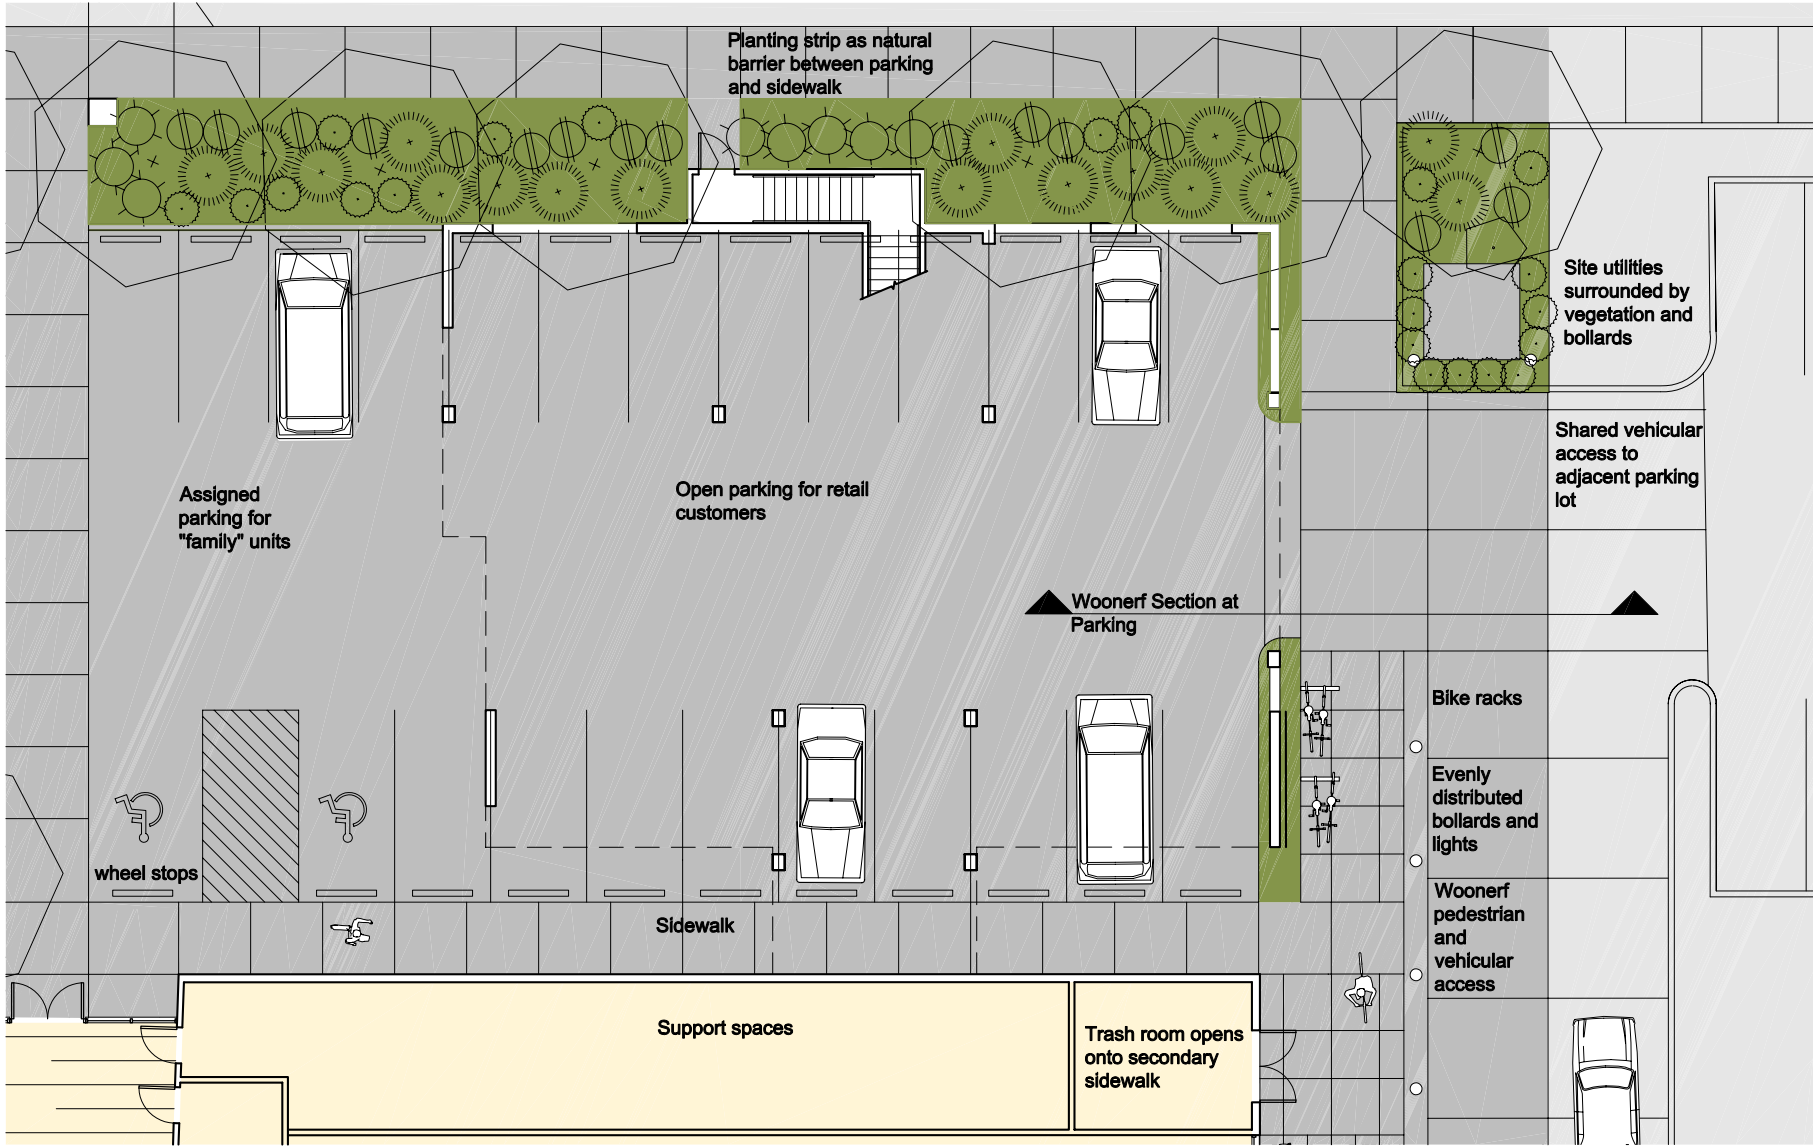 Planting strip as natural
barrier between parking
and sidewalk
Site utilities
surrounded by
vegetation and
bollards
Shared vehicular
access to
adjacent parking
lot
Assigned
parking for
"family" units
Open parking for retail
customers
Woonerf Section at
Parking
Bike racks
Evenly
distributed
bollards and
lights
wheel stops
Woonerf
pedestrian
and
vehicular
access
Sidewalk
Support spaces
Trash room opens
onto secondary
sidewalk